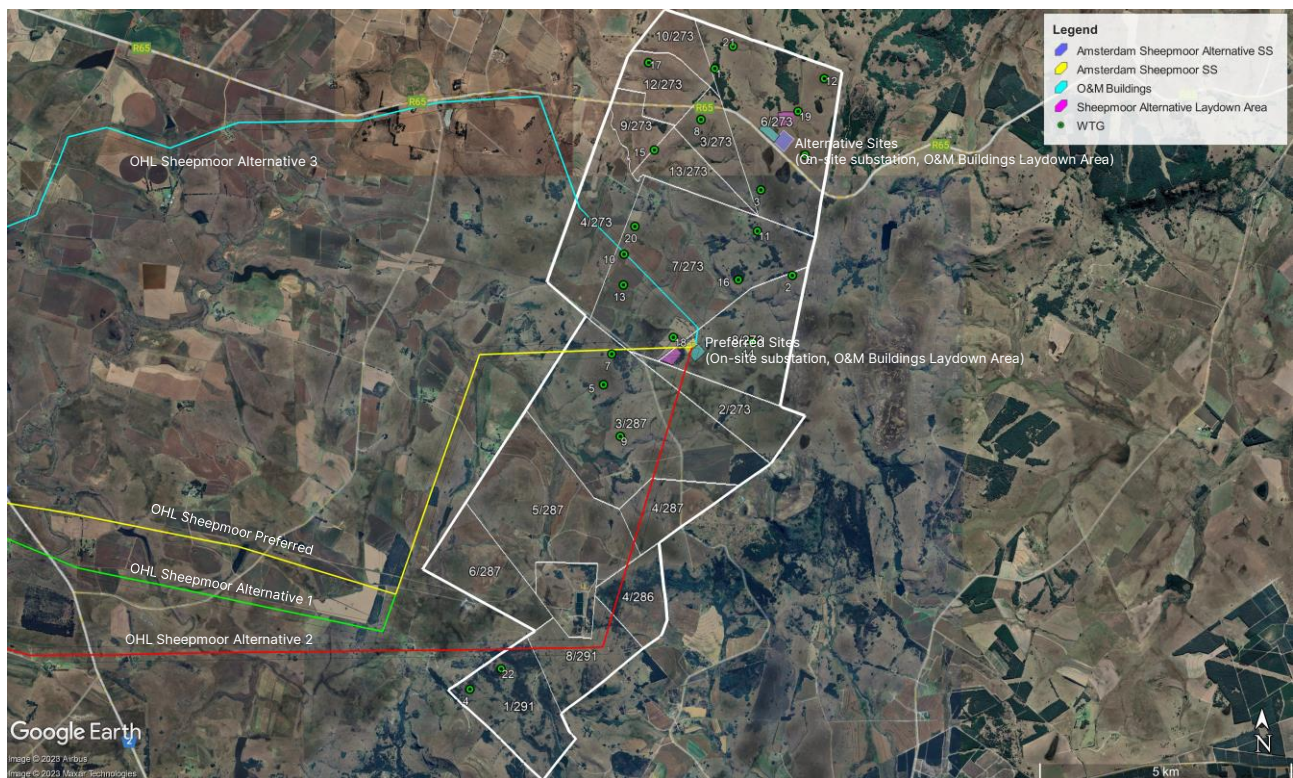 Legend
Amsterdam Sheepmoor Alternative SS
Amsterdam Sheepmoor SS
O&M Buildings
Sheepmoor Alternative Laydown Area
WTG
R65
R65
R65
R65
10/273
21
17
12/273
12
19
6/273
8
9/273
3/273
15
13/273
Alternative Sites
(On-site substation, O&M Buildings Laydown Area)
OHL Sheepmoor Alternative 3
3
4/273
20
11
10
7/273
16
2
13
18
Preferred Sites
(On-site substation, O&M Buildings Laydown Area)
14
7
5
2/273
3/287
9
5/287
4/287
OHL Sheepmoor Preferred
6/287
OHL Sheepmoor Alternative 1
4/286
OHL Sheepmoor Alternative 2
8/291
22
4
1/291
Google Earth
2
Image © 2023 Airbus
Image © 2023 Maxar Technologies
N
5 km